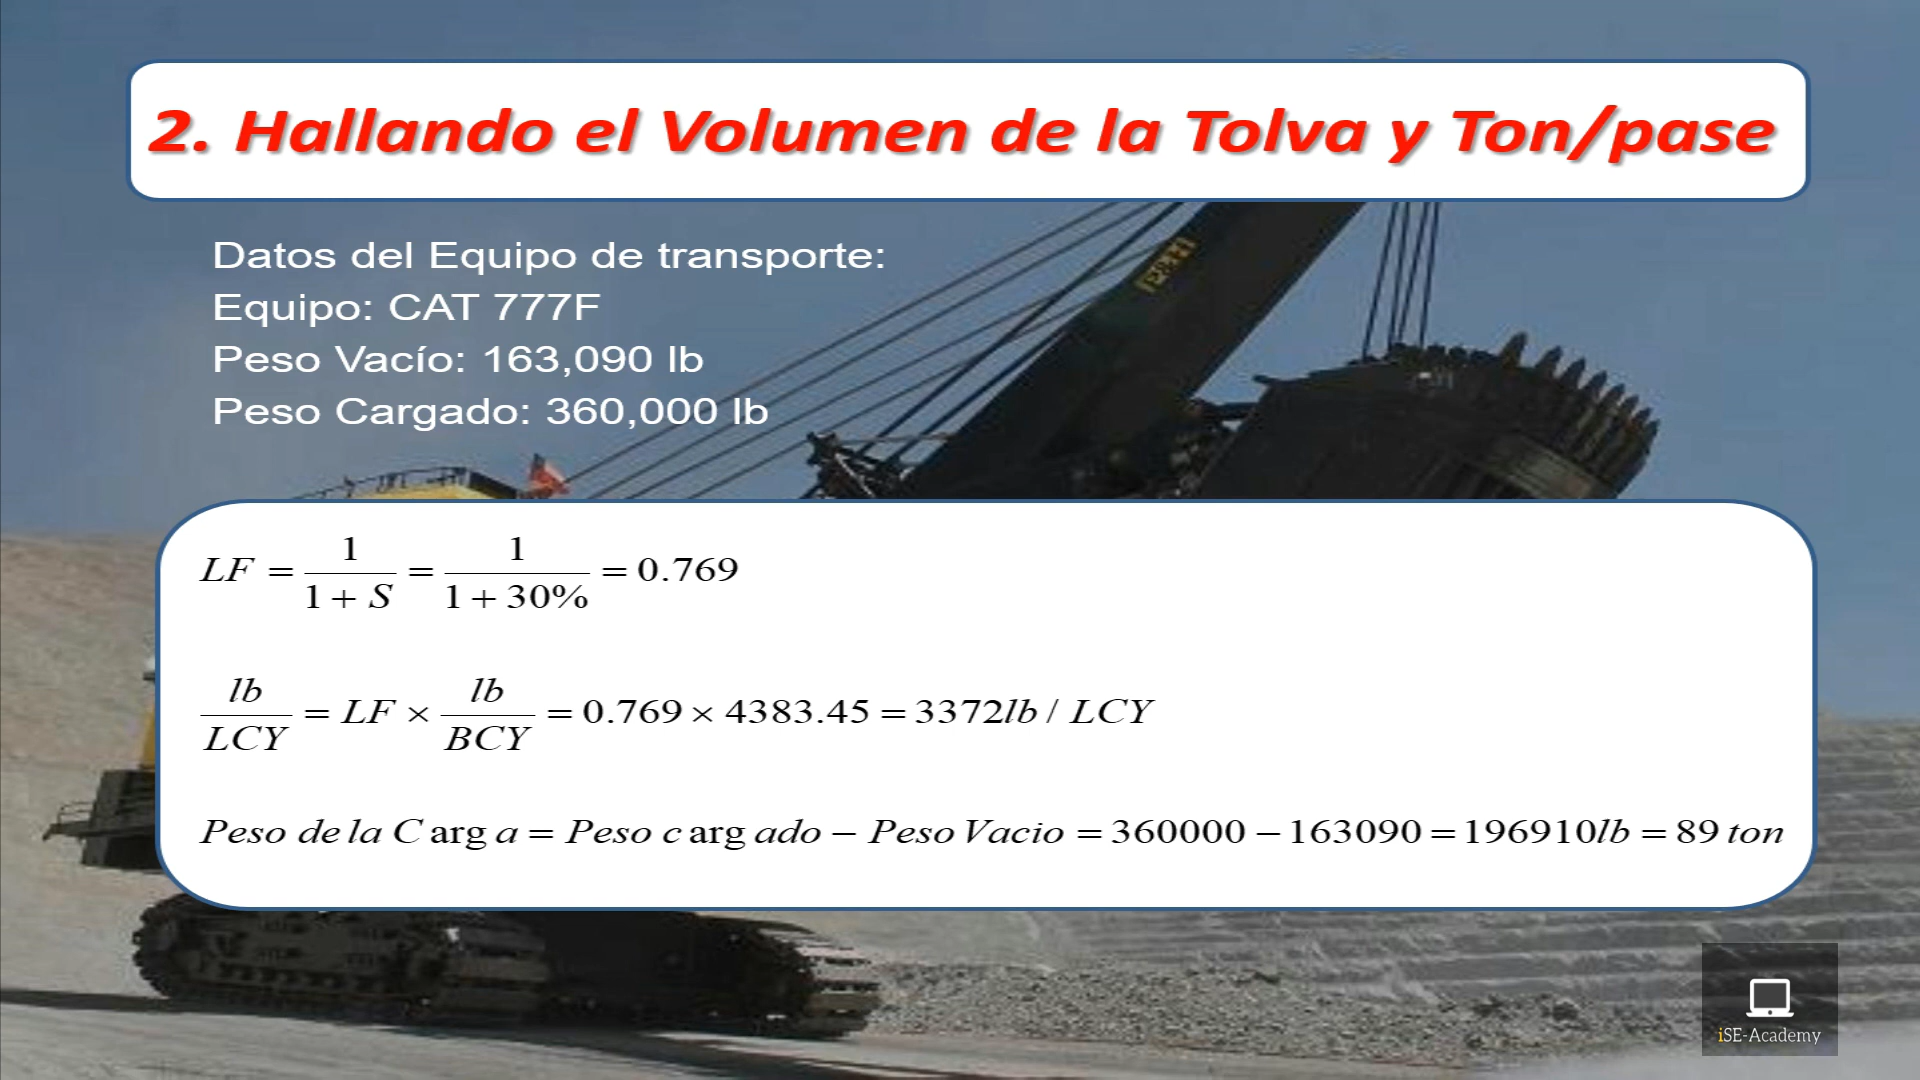 2. Hallando el Volumen de la Tolva y Ton/pase
Datos del Equipo de transporte:
Equipo: CAT 777F
Peso Vacío: 163,090 lb
Peso Cargado: 360,000 lb
LF = 1/(1 + S) = 1/(1 + 30%) = 0.769
lb/LCY = LF × lb/BCY = 0.769 × 4383.45 = 3372lb / LCY
Peso de la C arg a = Peso c arg ado − Peso Vacio = 360000 − 163090 = 196910lb = 89 ton
iSE-Academy